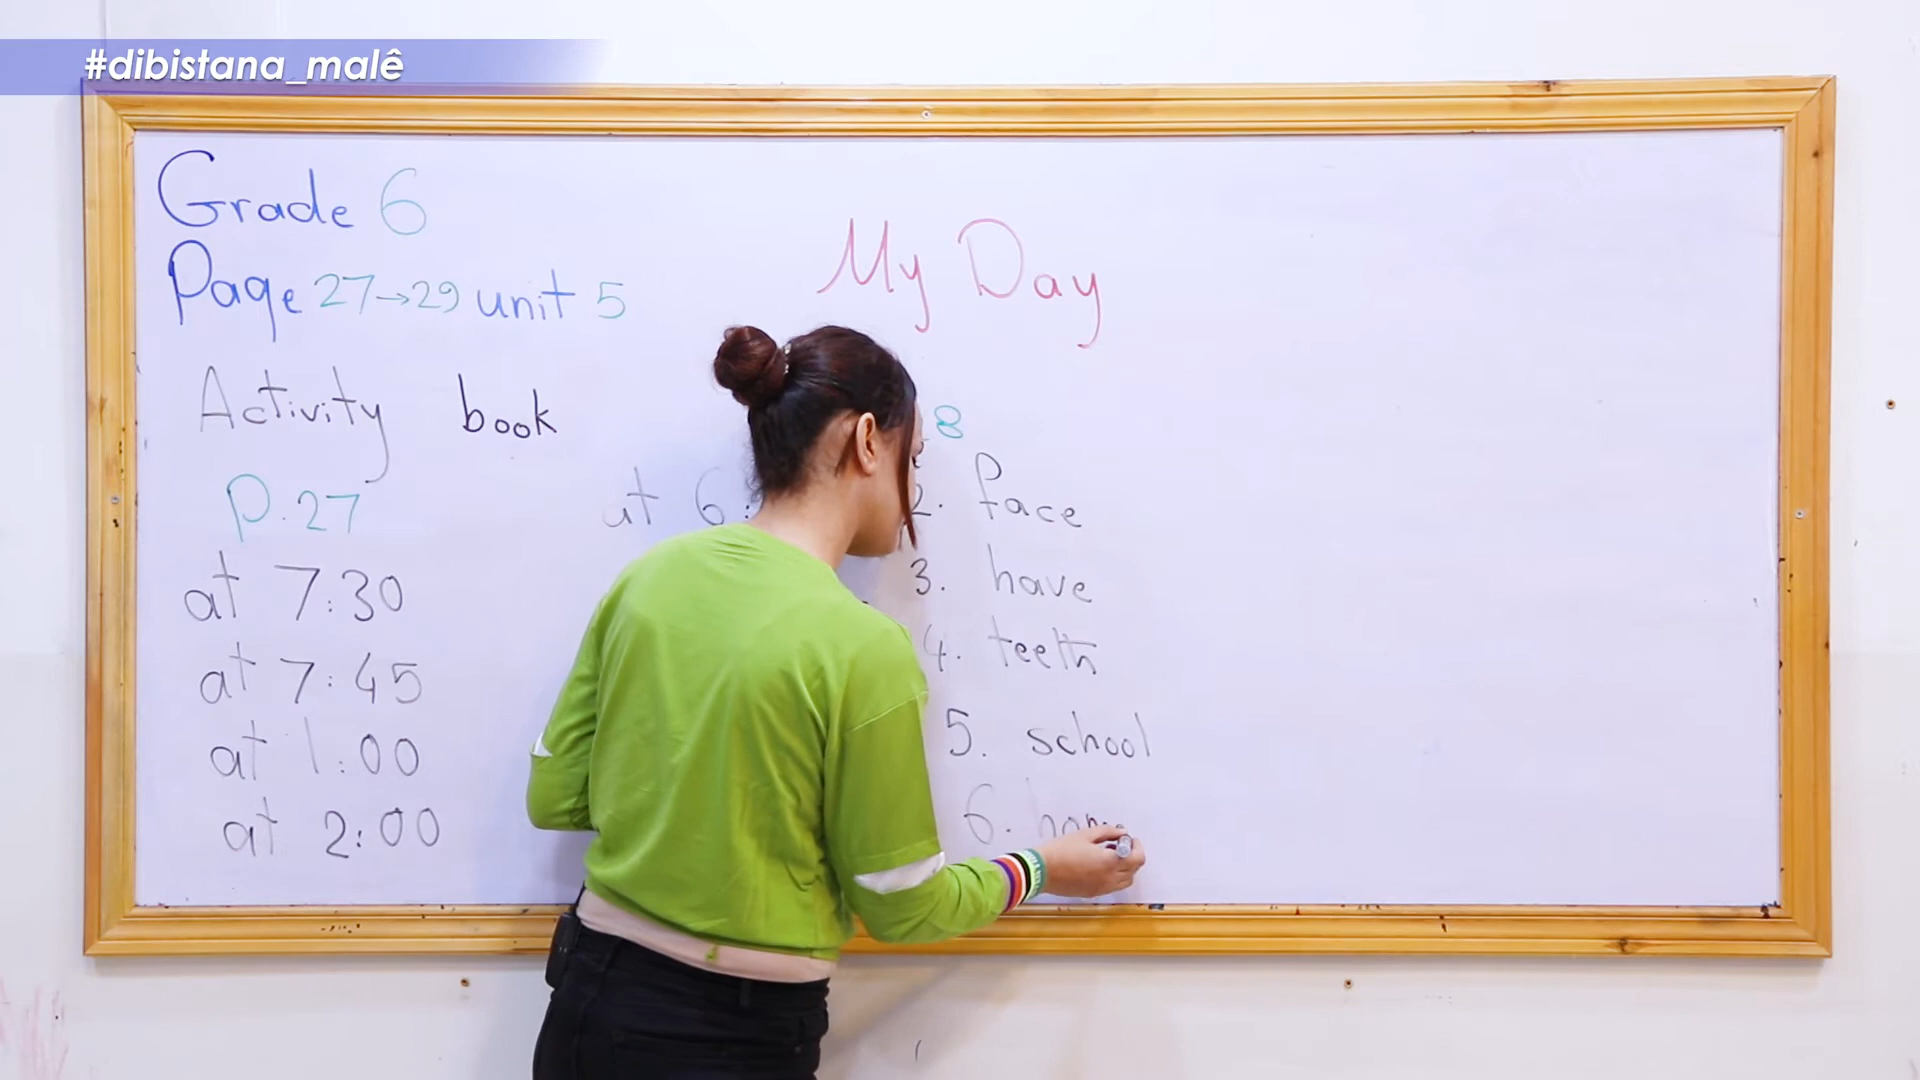 #dibistana_malê
Grade 6
Page 27→29 unit 5
My Day
Activity book
P. 27
at 7:30
at 7:45
at 1:00
at 2:00
at 6:
8
2. face
3. have
4. teeth
5. school
6.